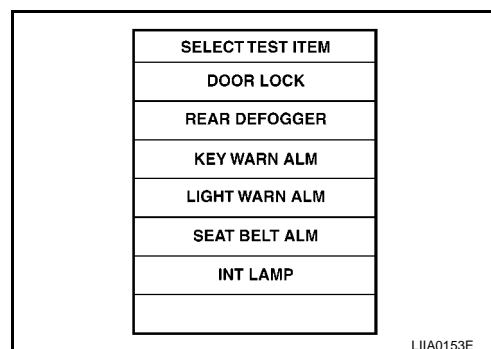 SELECT TEST ITEM
DOOR LOCK
REAR DEFOGGER
KEY WARN ALM
LIGHT WARN ALM
SEAT BELT ALM
INT LAMP
LIIA0153E